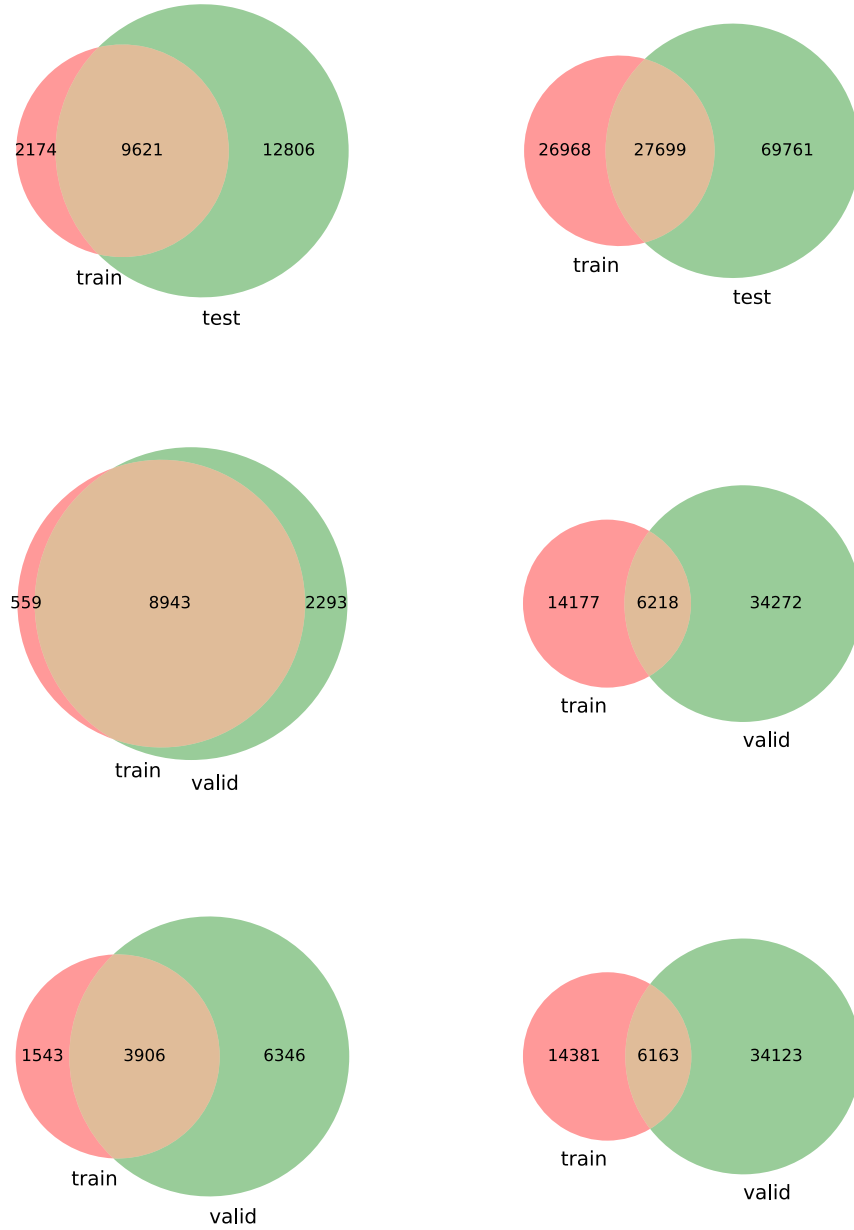 2174 9621 12806
train
test
26968 27699 69761
train
test
559 8943 2293
train
valid
14177 6218 34272
train
valid
1543 3906 6346
train
valid
14381 6163 34123
train
valid